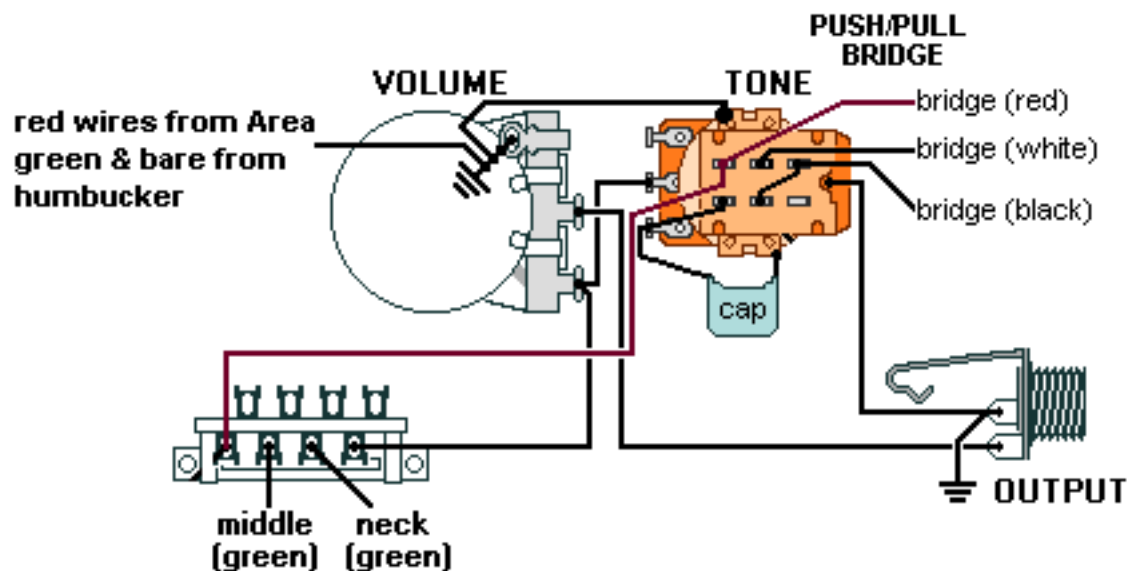 PUSH/PULL
BRIDGE
VOLUME
TONE
bridge (red)
red wires from Area
green & bare from
humbucker
bridge (white)
bridge (black)
cap
OUTPUT
middle
(green)
neck
(green)